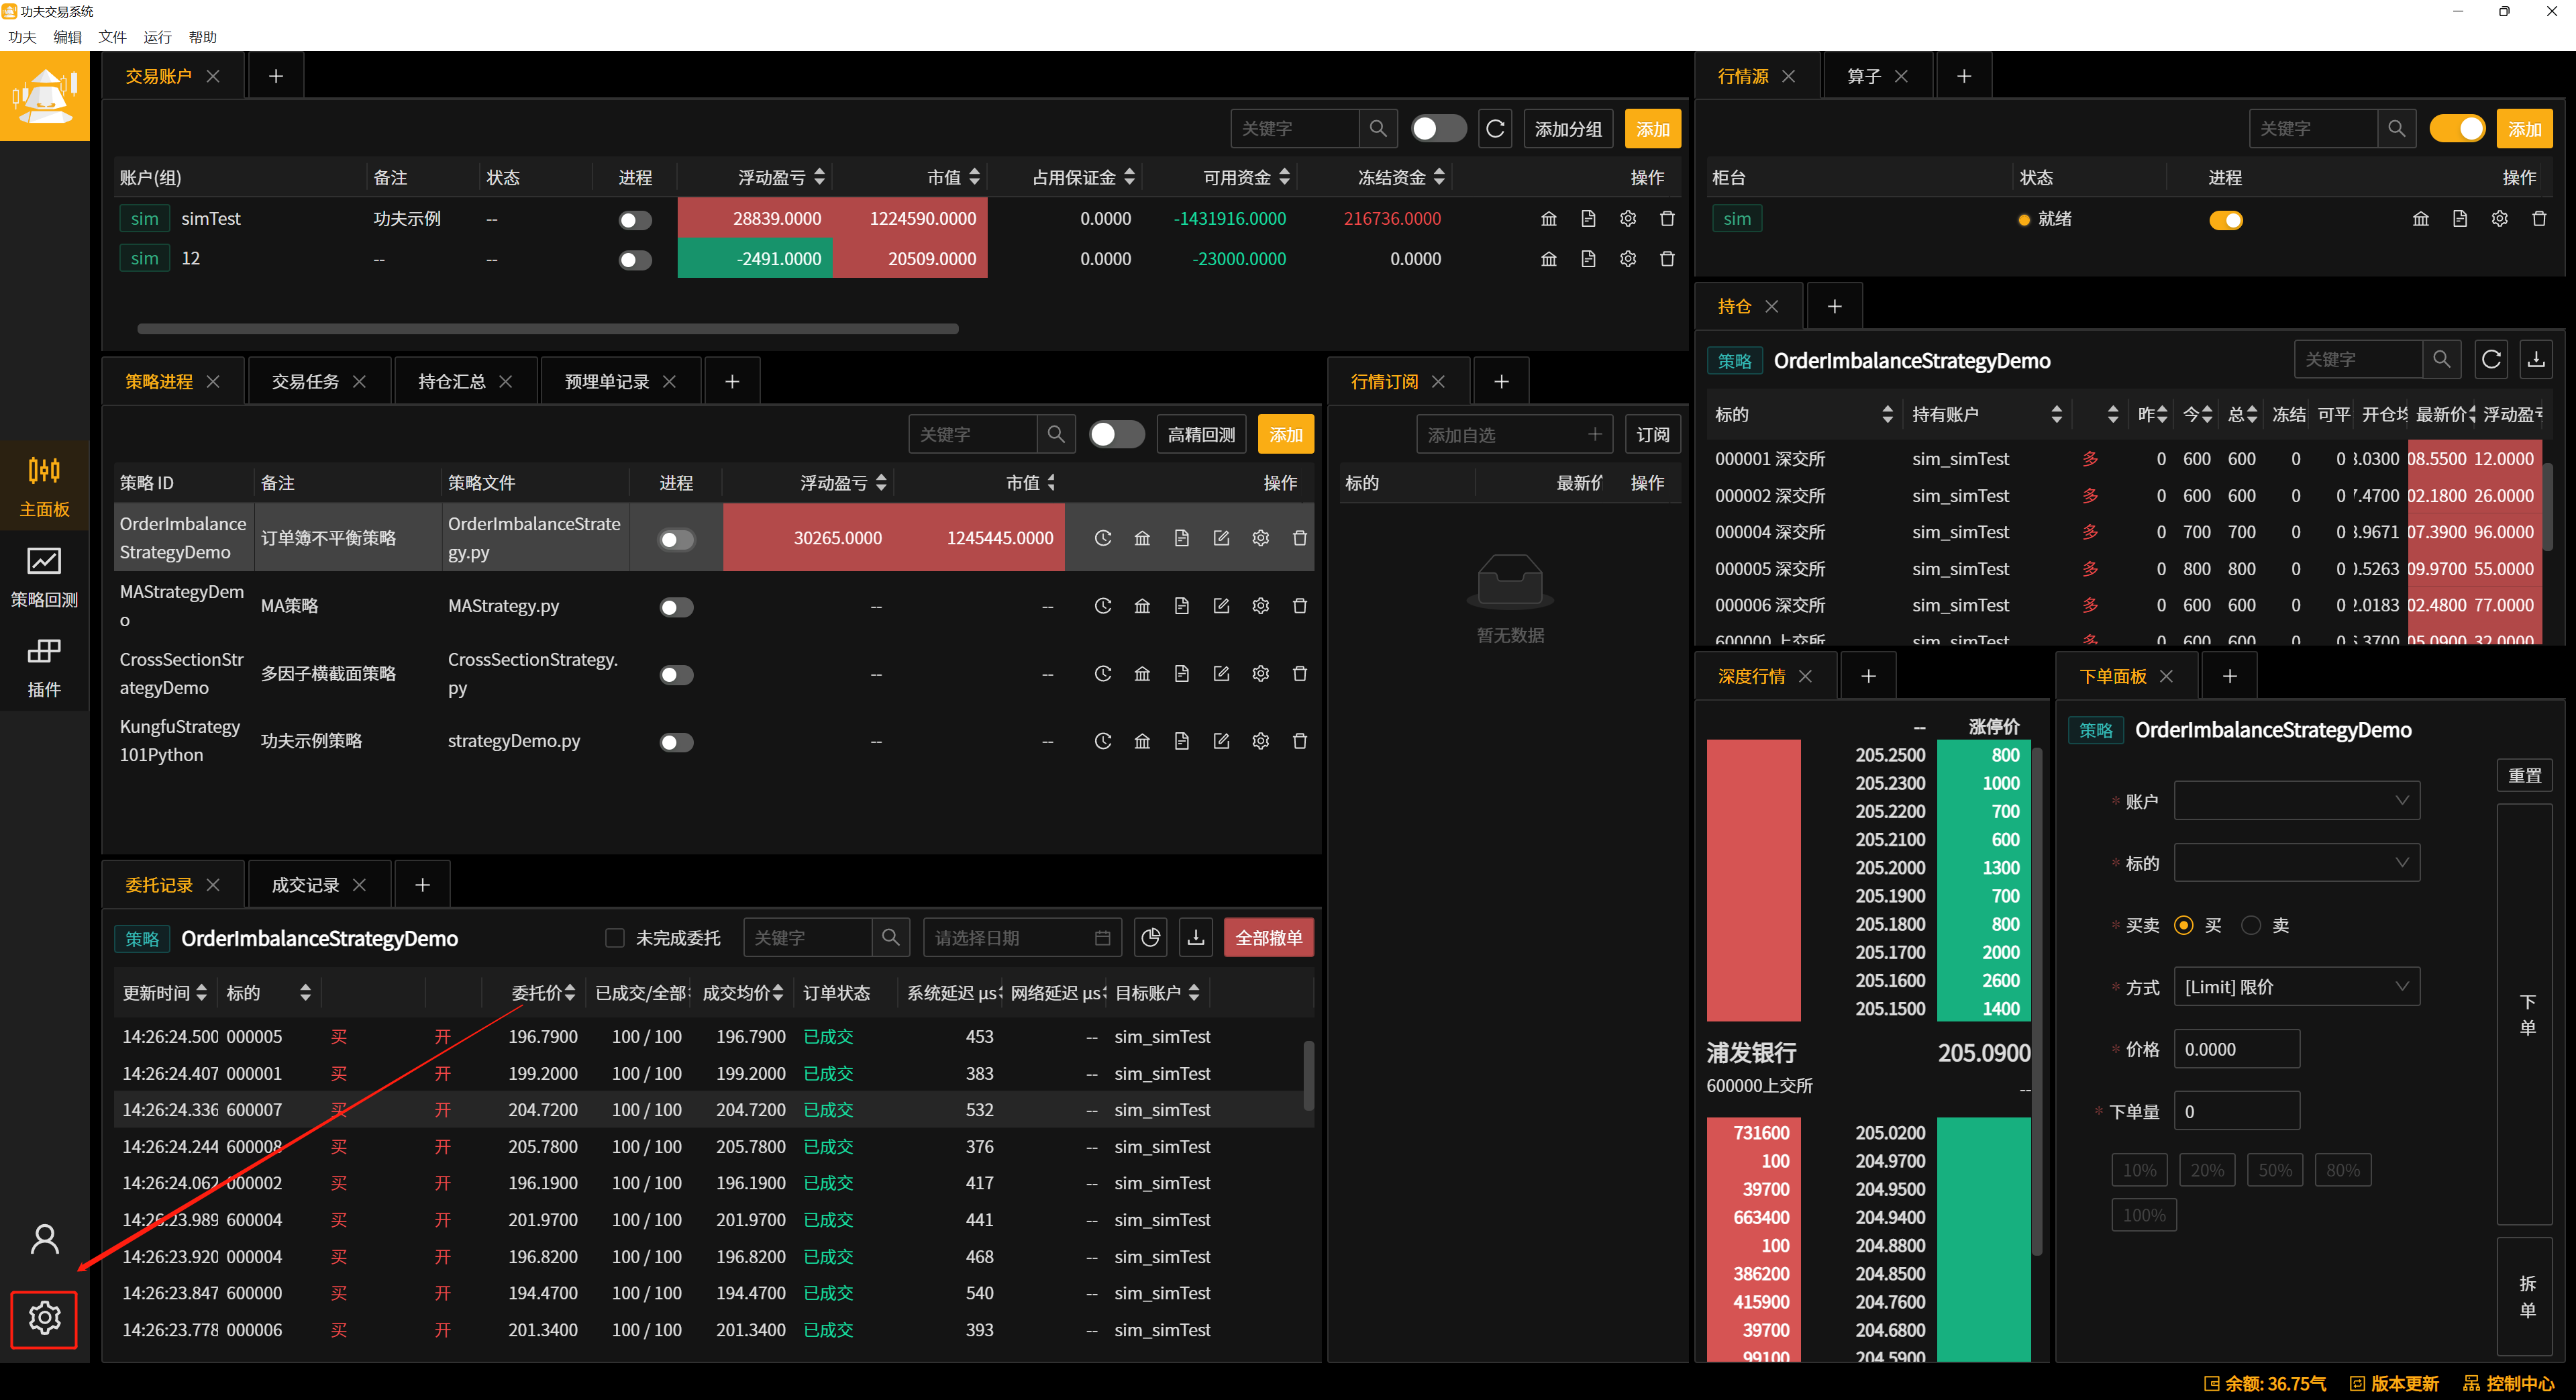 功夫交易系统
功夫 编辑 文件 运行 帮助
交易账户
关键字 添加分组 添加
账户(组) 备注 状态 进程 浮动盈亏 市值 占用保证金 可用资金 冻结资金 操作
sim simTest 功夫示例 -- 28839.0000 1224590.0000 0.0000 -1431916.0000 216736.0000
sim 12 -- -- -2491.0000 20509.0000 0.0000 -23000.0000 0.0000
行情源 算子
关键字 添加
柜台 状态 进程 操作
sim 就绪
主面板
策略回测
插件
策略进程 交易任务 持仓汇总 预埋单记录
关键字 高精回测 添加
策略 ID 备注 策略文件 进程 浮动盈亏 市值 操作
OrderImbalance
StrategyDemo 订单簿不平衡策略 OrderImbalanceStrate
gy.py 30265.0000 1245445.0000
MAStrategyDem
o MA策略 MAStrategy.py -- --
CrossSectionStr
ategyDemo 多因子横截面策略 CrossSectionStrategy.
py -- --
KungfuStrategy
101Python 功夫示例策略 strategyDemo.py -- --
行情订阅
添加自选 订阅
标的 最新价 操作
暂无数据
持仓
策略 OrderImbalanceStrategyDemo 关键字
标的 持有账户 昨 今 总 冻结 可平 开仓均 最新价 浮动盈亏
000001 深交所 sim_simTest 多 0 600 600 0 0 3.0300 08.5500 12.0000
000002 深交所 sim_simTest 多 0 600 600 0 0 7.4700 02.1800 26.0000
000004 深交所 sim_simTest 多 0 700 700 0 0 3.9671 07.3900 96.0000
000005 深交所 sim_simTest 多 0 800 800 0 0 0.5263 09.9700 55.0000
000006 深交所 sim_simTest 多 0 600 600 0 0 2.0183 02.4800 77.0000
600000 上交所 sim_simTest 多 0 600 600 0 0 5.3700 05.0900 32.0000
委托记录 成交记录
策略 OrderImbalanceStrategyDemo 未完成委托 关键字 请选择日期 全部撤单
更新时间 标的 委托价 已成交/全部 成交均价 订单状态 系统延迟 μs 网络延迟 μs 目标账户
14:26:24.500 000005 买 开 196.7900 100 / 100 196.7900 已成交 453 -- sim_simTest
14:26:24.407 000001 买 开 199.2000 100 / 100 199.2000 已成交 383 -- sim_simTest
14:26:24.336 600007 买 开 204.7200 100 / 100 204.7200 已成交 532 -- sim_simTest
14:26:24.244 600008 买 开 205.7800 100 / 100 205.7800 已成交 376 -- sim_simTest
14:26:24.062 000002 买 开 196.1900 100 / 100 196.1900 已成交 417 -- sim_simTest
14:26:23.989 600004 买 开 201.9700 100 / 100 201.9700 已成交 441 -- sim_simTest
14:26:23.920 000004 买 开 196.8200 100 / 100 196.8200 已成交 468 -- sim_simTest
14:26:23.847 600000 买 开 194.4700 100 / 100 194.4700 已成交 540 -- sim_simTest
14:26:23.778 000006 买 开 201.3400 100 / 100 201.3400 已成交 393 -- sim_simTest
深度行情
-- 涨停价
205.2500 800
205.2300 1000
205.2200 700
205.2100 600
205.2000 1300
205.1900 700
205.1800 800
205.1700 2000
205.1600 2600
205.1500 1400
浦发银行 205.0900
600000上交所 --
731600 205.0200
100 204.9700
39700 204.9500
663400 204.9400
100 204.8800
386200 204.8500
415900 204.7600
39700 204.6800
99100 204.5900
下单面板
策略 OrderImbalanceStrategyDemo
重置
* 账户
* 标的
* 买卖 买 卖
* 方式 [Limit] 限价
* 价格 0.0000
* 下单量 0
10% 20% 50% 80%
100%
下单
拆单
余额: 36.75气 版本更新 控制中心